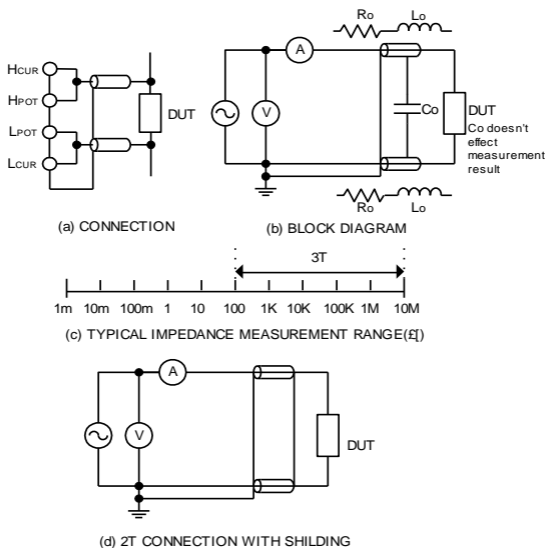 HCUR
HPOT
LPOT
LCUR
DUT
(a) CONNECTION
Ro
Lo
A
V
Co
DUT
Co doesn't
effect
measurement
result
Ro
Lo
(b) BLOCK DIAGRAM
3T
1m 10m 100m 1 10 100 1K 10K 100K 1M 10M
(c) TYPICAL IMPEDANCE MEASUREMENT RANGE(£[)
A
V
DUT
(d) 2T CONNECTION WITH SHILDING